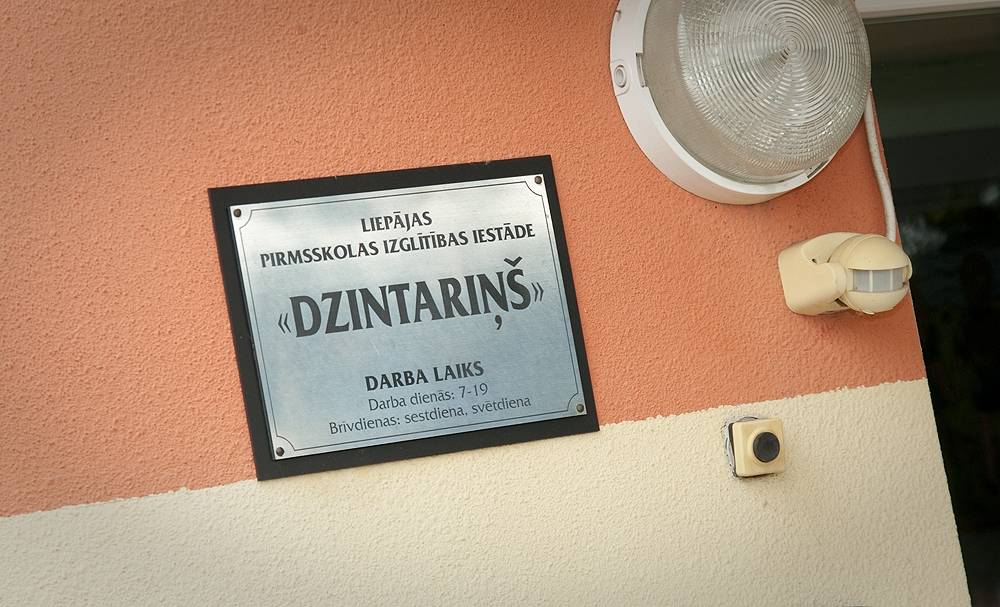 LIEPĀJAS
PIRMSSKOLAS IZGLĪTĪBAS IESTĀDE
«DZINTARIŅŠ»
DARBA LAIKS
Darba dienās: 7-19
Brīvdienas: sestdiena, svētdiena